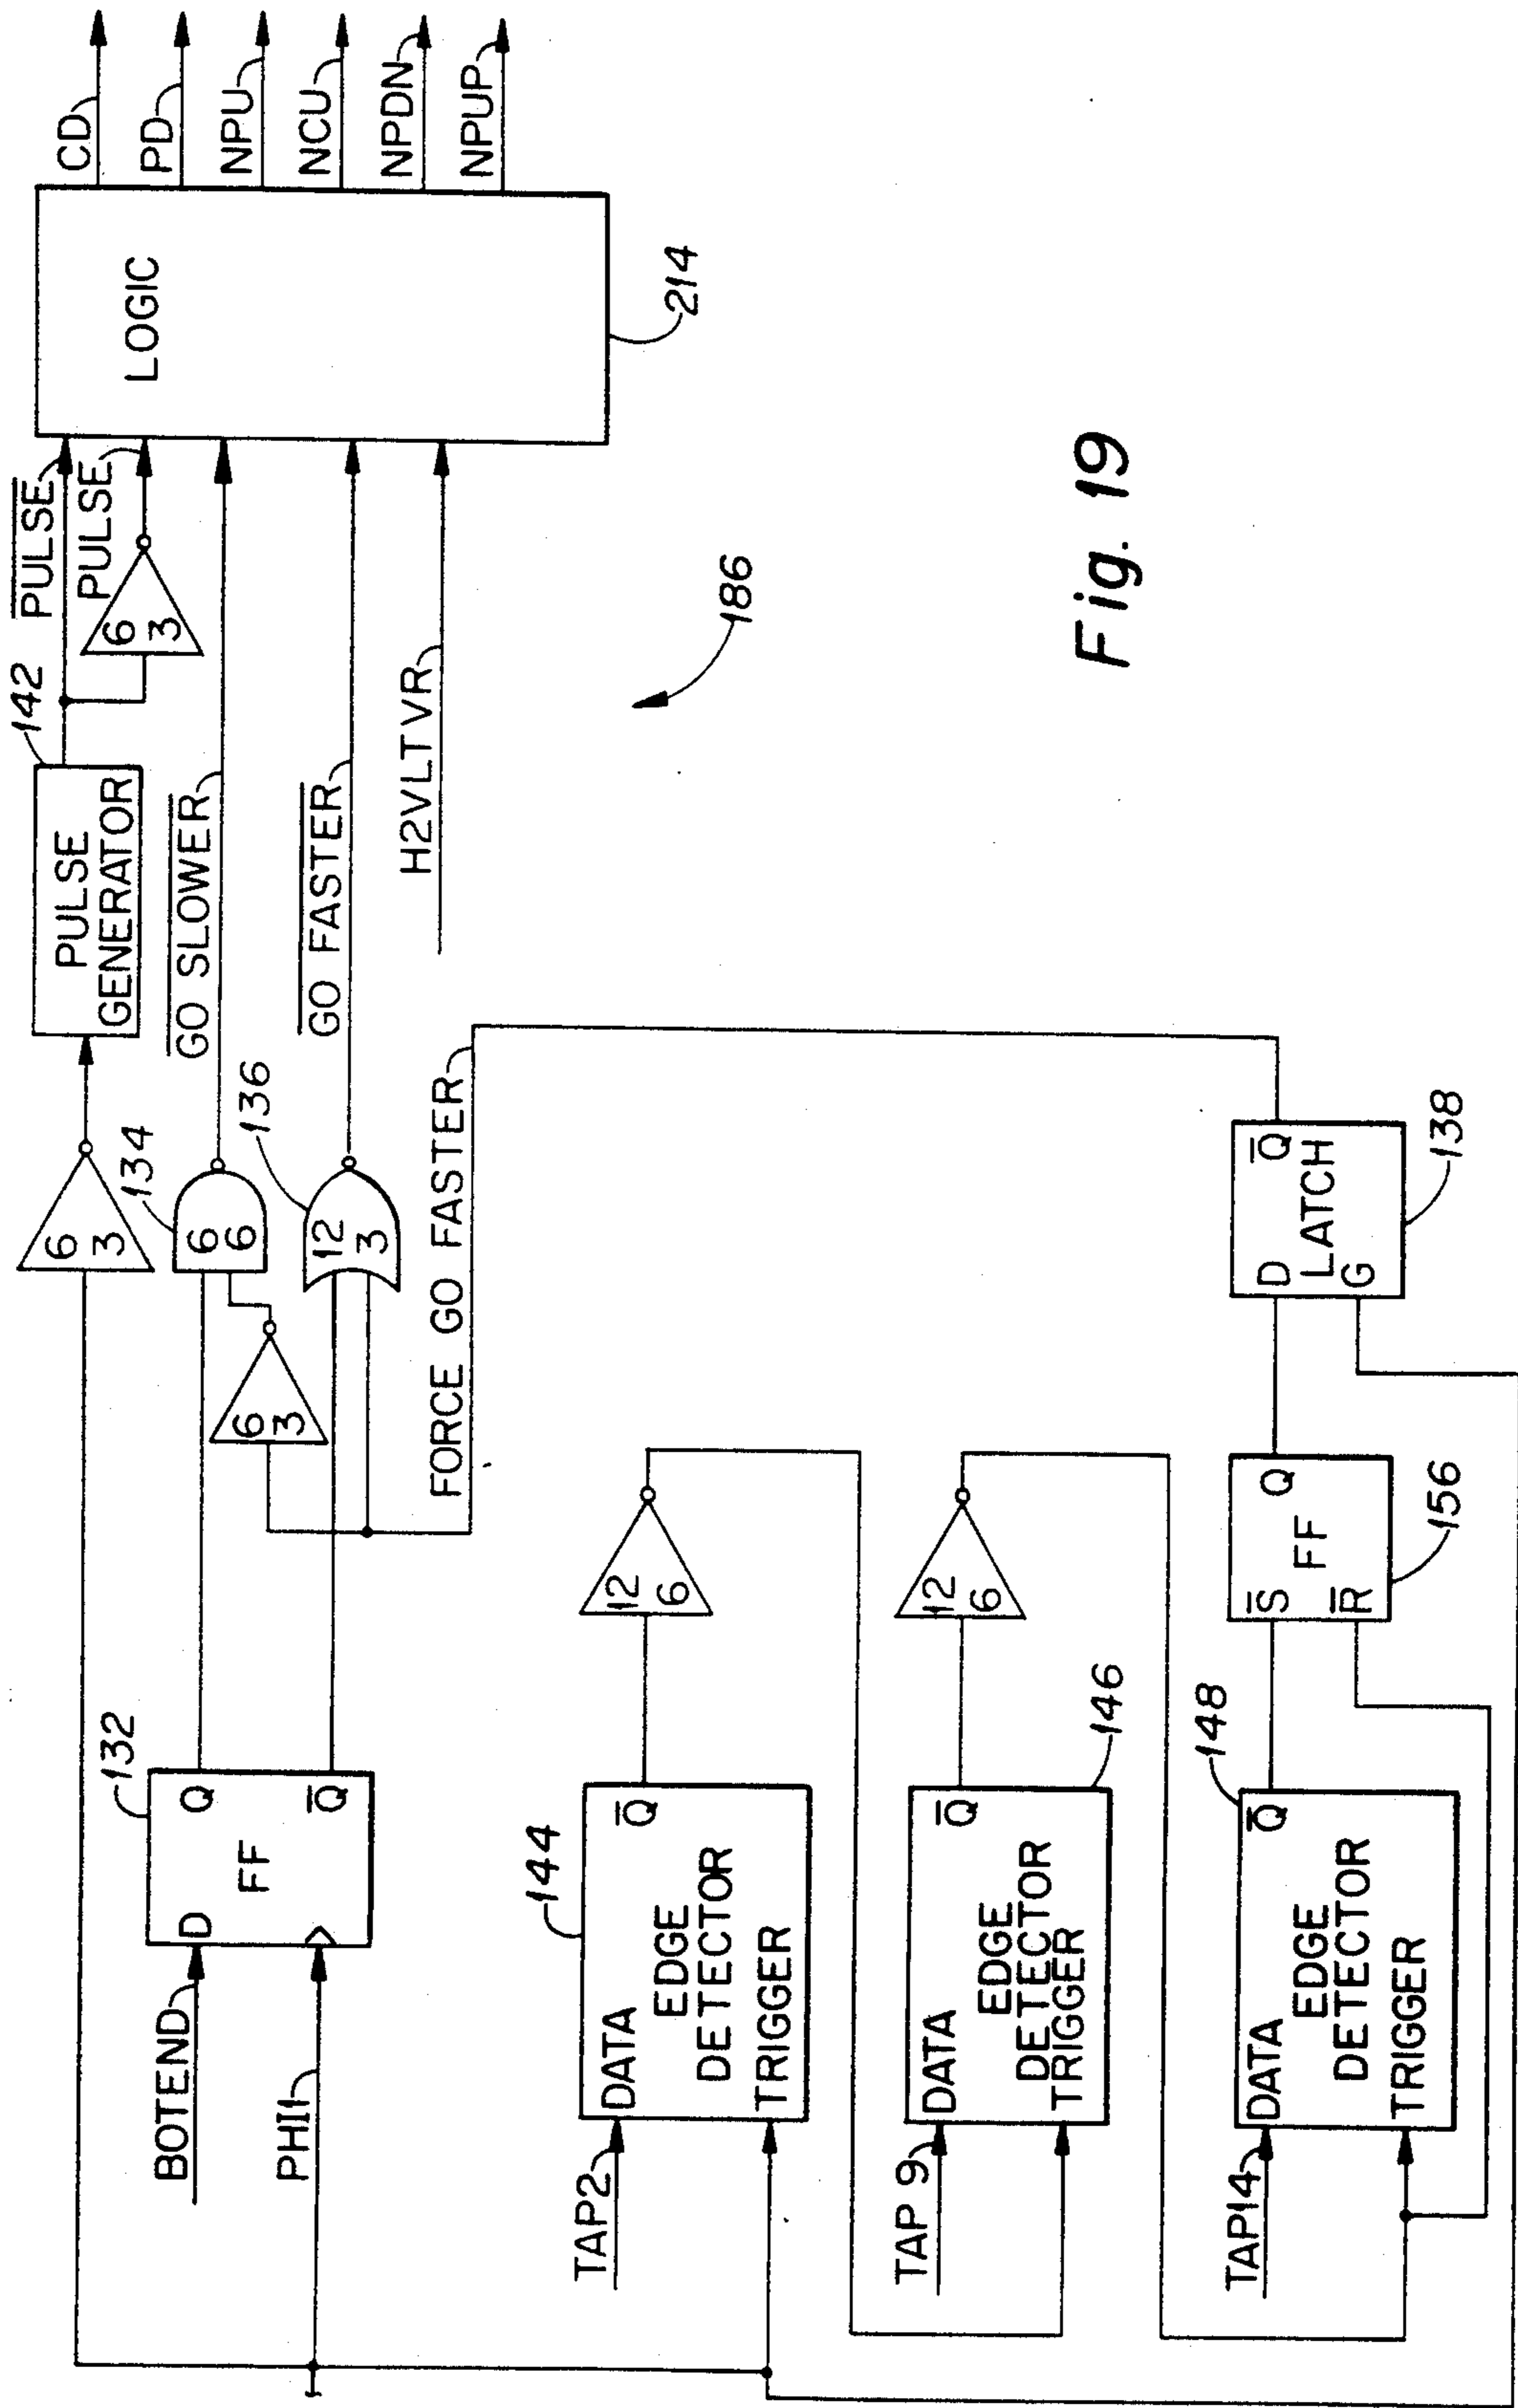 CD
PD
NPU
NCU
NPDN
NPUP
LOGIC
214
PULSE
PULSE
142
PULSE
GENERATOR
6
3
6
3
GO SLOWER
134
6
6
GO FASTER
136
12
3
H2VLTVR
186
6
3
FORCE GO FASTER
132
D
Q
FF
Q
BOTEND
PHI1
144
DATA
Q
EDGE
DETECTOR
TRIGGER
TAP2
12
6
146
DATA
Q
EDGE
DETECTOR
TRIGGER
TAP 9
12
6
148
DATA
Q
EDGE
DETECTOR
TRIGGER
TAP14
S
Q
FF
R
156
D
Q
LATCH
G
138
Fig. 19